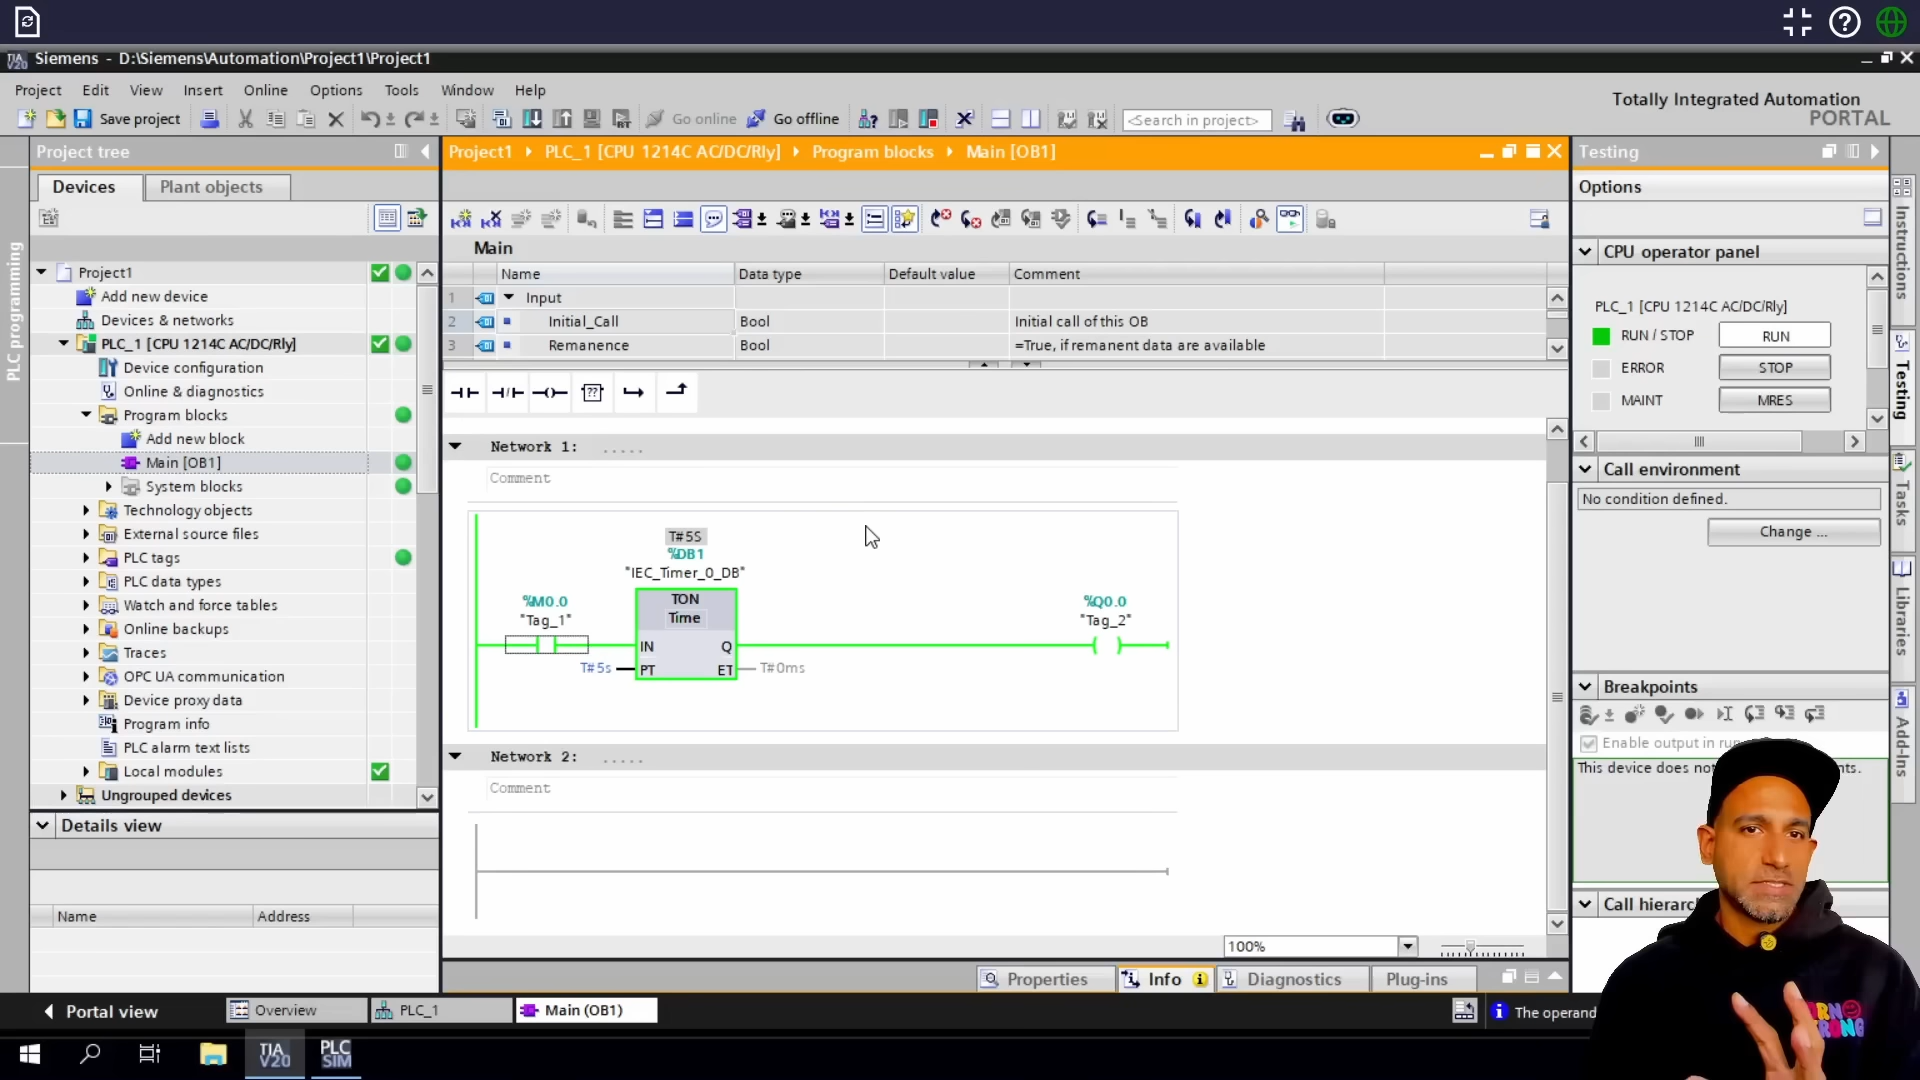 Siemens - D:\Siemens\Automation\Project1\Project1
Project Edit View Insert Online Options Tools Window Help
Totally Integrated Automation
PORTAL
Save project
Go online
Go offline
<Search in project>
Project tree
Project1 PLC_1 [CPU 1214C AC/DC/Rly] Program blocks Main [OB1]
Testing
Devices
Plant objects
Options
PLC programming
Main
Name Data type Default value Comment
1 Input
2 Initial_Call Bool Initial call of this OB
3 Remanence Bool =True, if remanent data are available
Project1
Add new device
Devices & networks
PLC_1 [CPU 1214C AC/DC/Rly]
Device configuration
Online & diagnostics
Program blocks
Add new block
Main [OB1]
System blocks
Technology objects
External source files
PLC tags
PLC data types
Watch and force tables
Online backups
Traces
OPC UA communication
Device proxy data
Program info
PLC alarm text lists
Local modules
Ungrouped devices
Details view
Name Address
Network 1: .....
Comment
T#5S
%DB1
"IEC_Timer_0_DB"
TON
Time
%M0.0
"Tag_1"
IN Q
T#5s PT ET T#0ms
%Q0.0
"Tag_2"
Network 2: .....
Comment
100%
Properties Info Diagnostics Plug-ins
CPU operator panel
PLC_1 [CPU 1214C AC/DC/Rly]
RUN / STOP RUN
ERROR STOP
MAINT MRES
Call environment
No condition defined.
Change ...
Breakpoints
Enable output in
This device does
Call
Instructions
Testing
Tasks
Libraries
Add-Ins
Portal view
Overview
PLC_1
Main (OB1)
The operand
TIA
V20
PLC
SIM